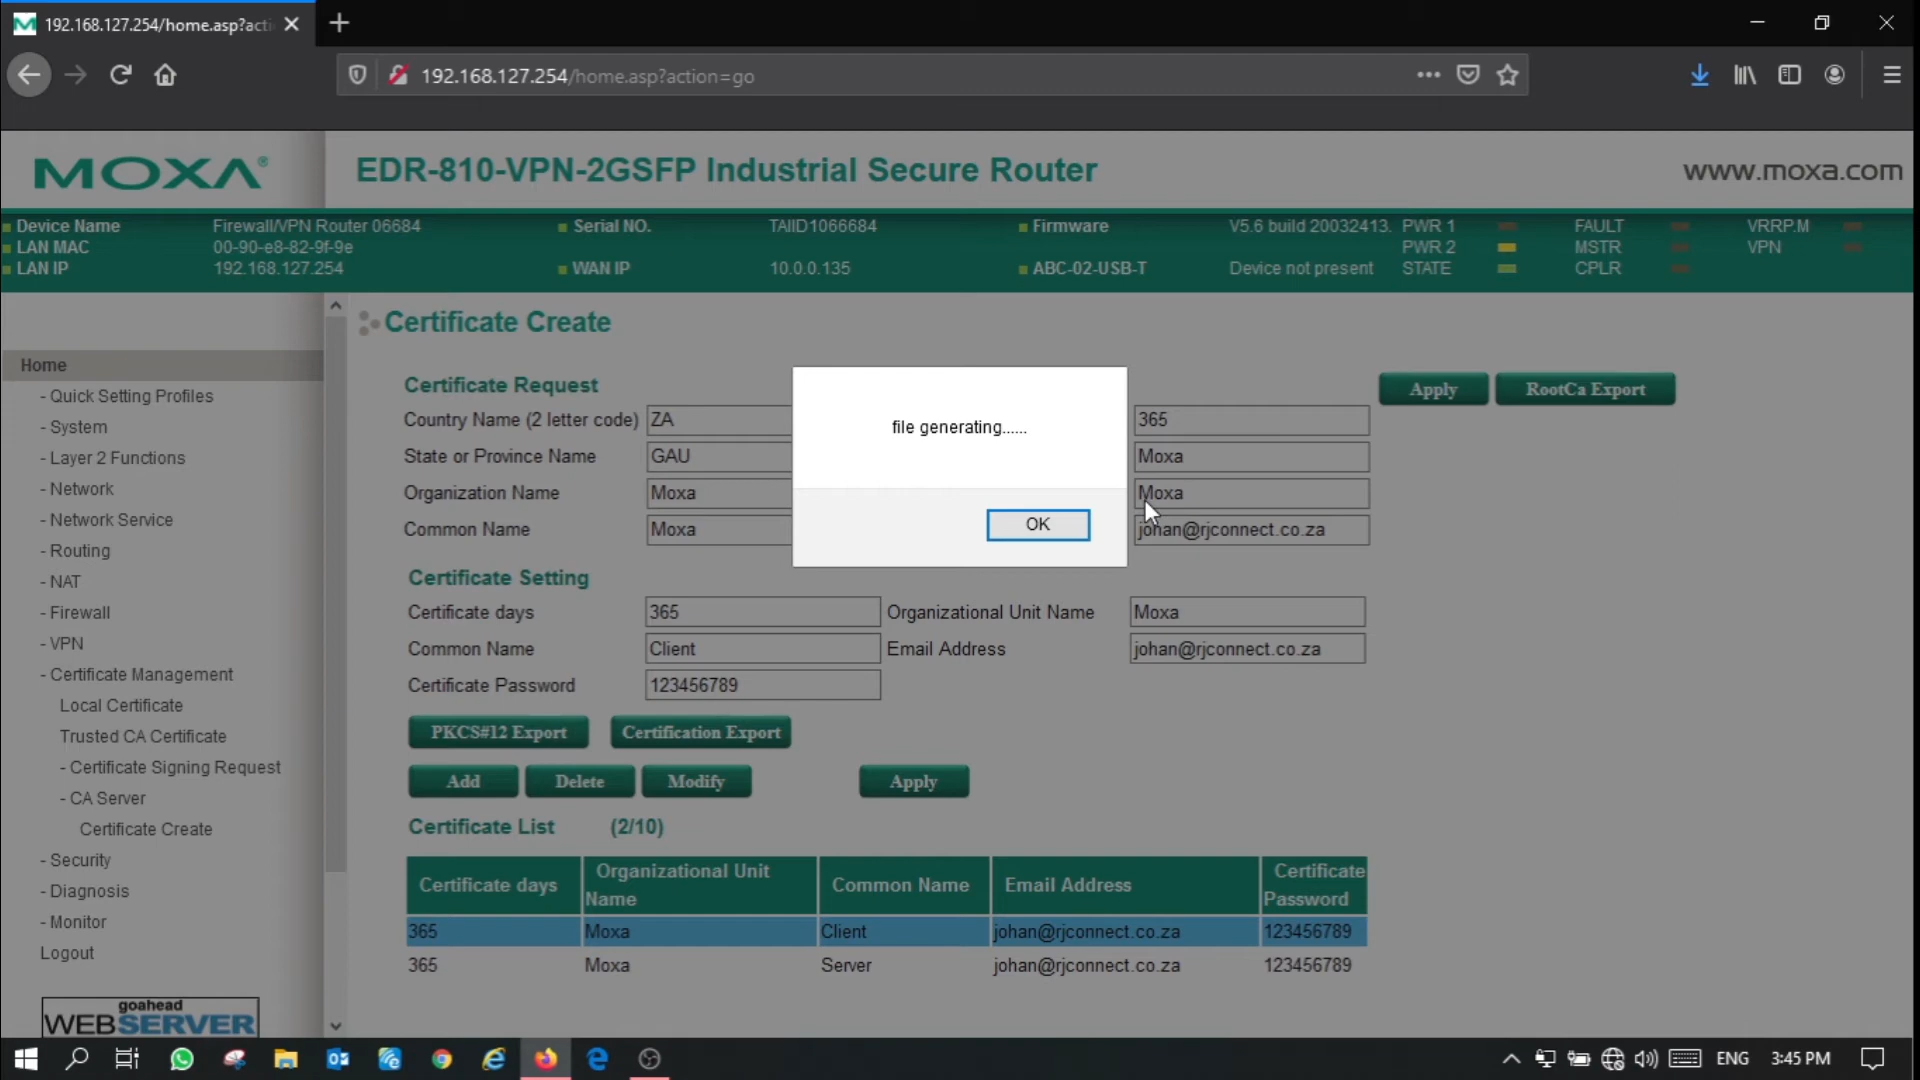 192.168.127.254/home.asp?acti
192.168.127.254/home.asp?action=go
MOXA®
EDR-810-VPN-2GSFP Industrial Secure Router
www.moxa.com
Device Name Firewall/VPN Router 06684 Serial NO. TAIID1066684 Firmware V5.6 build 20032413. PWR 1 FAULT VRRP.M
LAN MAC 00-90-e8-82-9f-9e PWR 2 MSTR VPN
LAN IP 192.168.127.254 WAN IP 10.0.0.135 ABC-02-USB-T Device not present STATE CPLR
Home
- Quick Setting Profiles
- System
- Layer 2 Functions
- Network
- Network Service
- Routing
- NAT
- Firewall
- VPN
- Certificate Management
Local Certificate
Trusted CA Certificate
- Certificate Signing Request
- CA Server
Certificate Create
- Security
- Diagnosis
- Monitor
Logout
goahead
WEBSERVER
Certificate Create
Certificate Request
Apply RootCa Export
Country Name (2 letter code) ZA 365
State or Province Name GAU Moxa
Organization Name Moxa Moxa
Common Name Moxa johan@rjconnect.co.za
file generating......
OK
Certificate Setting
Certificate days 365 Organizational Unit Name Moxa
Common Name Client Email Address johan@rjconnect.co.za
Certificate Password 123456789
PKCS#12 Export Certification Export
Add Delete Modify Apply
Certificate List (2/10)
Certificate days Organizational Unit Name Common Name Email Address Certificate Password
365 Moxa Client johan@rjconnect.co.za 123456789
365 Moxa Server johan@rjconnect.co.za 123456789
ENG 3:45 PM